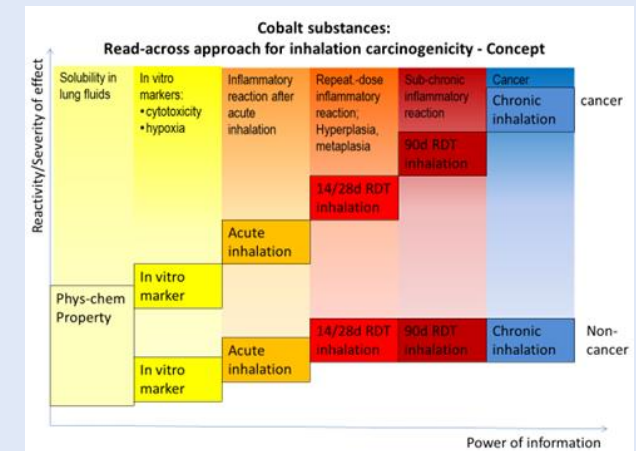 Cobalt substances:
Read-across approach for inhalation carcinogenicity - Concept
Reactivity/Severity of effect
Solubility in
lung fluids
In vitro
markers:
•cytotoxicity
•hypoxia
Inflammatory
reaction after
acute
inhalation
Repeat.-dose
inflammatory
reaction;
Hyperplasia,
metaplasia
Sub-chronic
inflammatory
reaction
Cancer
Chronic
inhalation
cancer
90d RDT
inhalation
14/28d RDT
inhalation
Acute
inhalation
In vitro
marker
Phys-chem
Property
In vitro
marker
Acute
inhalation
14/28d RDT
inhalation
90d RDT
inhalation
Chronic
inhalation
Non-
cancer
Power of information